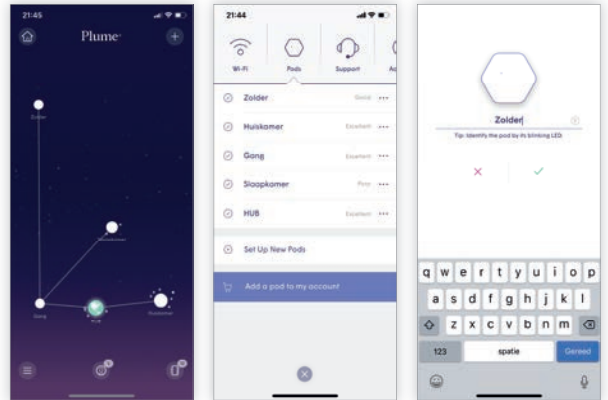 21:45
Plume
Zolder
Gang
Huiskamer
21:44
Wi-Fi
Pods
Support
Zolder
Good
Huiskamer
Excellent
Gang
Excellent
Slaapkamer
Poor
HUB
Excellent
Set Up New Pods
Add a pod to my account
Zolder
Tip: Identify the pod by its blinking LED.
q w e r t y u i o p
a s d f g h j k l
z x c v b n m
123
spatie
Gereed